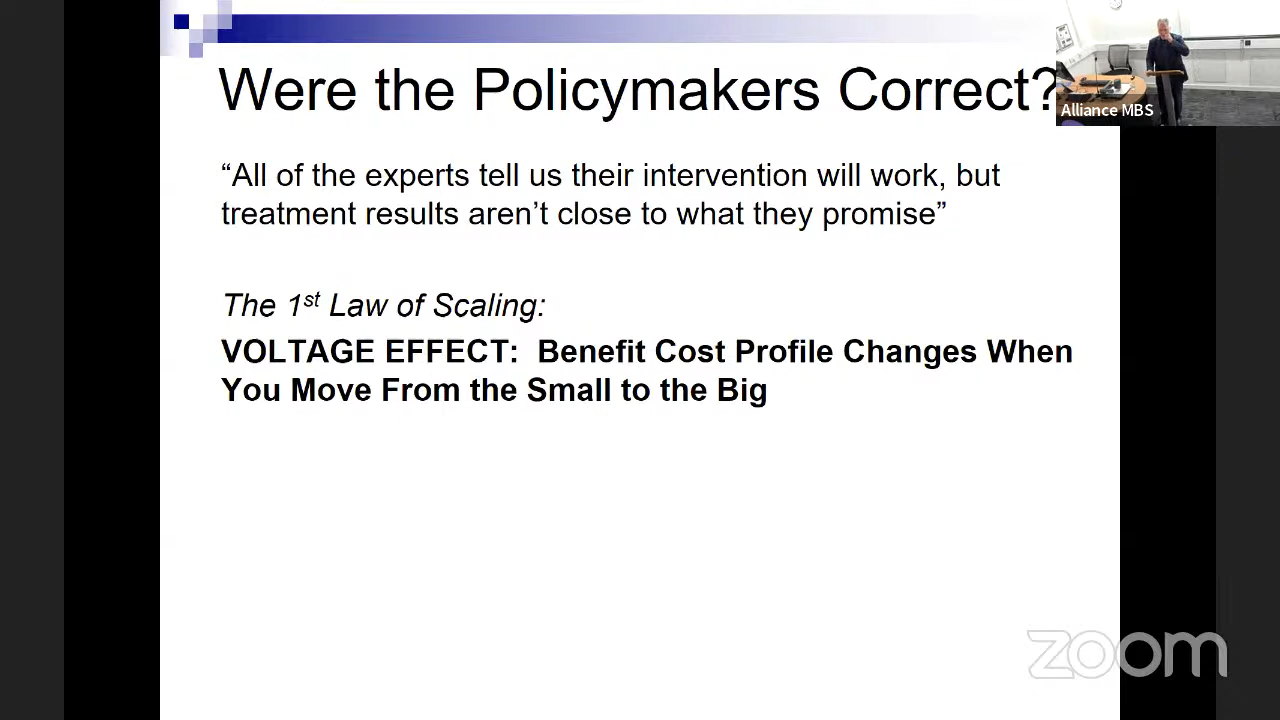 Were the Policymakers Correct?
Alliance MBS
“All of the experts tell us their intervention will work, but
treatment results aren’t close to what they promise”
The 1st Law of Scaling:
VOLTAGE EFFECT: Benefit Cost Profile Changes When
You Move From the Small to the Big
zoom